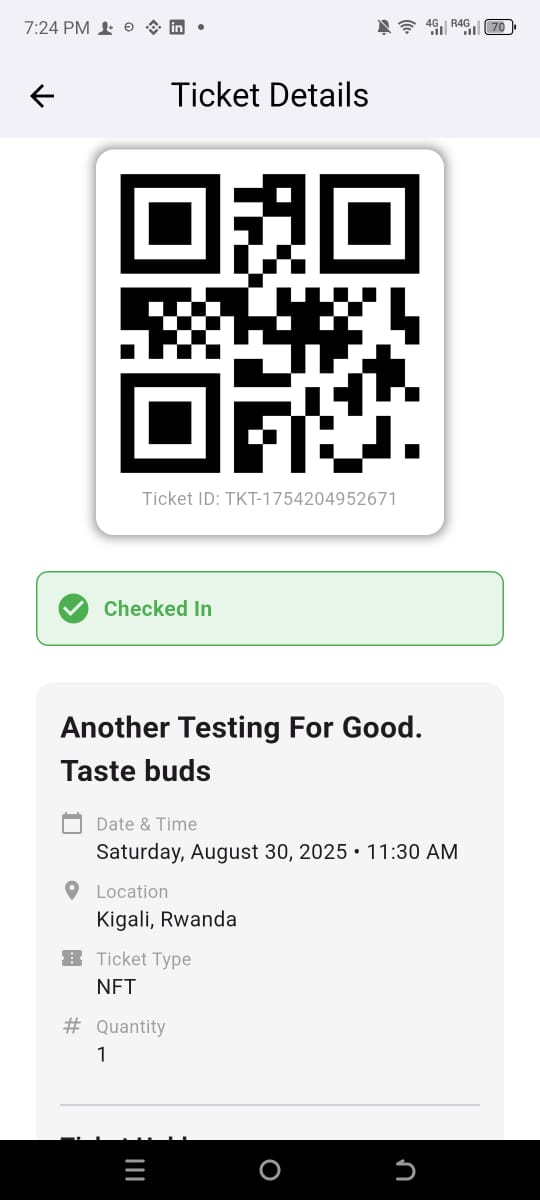 7:24 PM
4G R4G 70
Ticket Details
Ticket ID: TKT-1754204952671
Checked In
Another Testing For Good.
Taste buds
Date & Time
Saturday, August 30, 2025 • 11:30 AM
Location
Kigali, Rwanda
Ticket Type
NFT
# Quantity
1